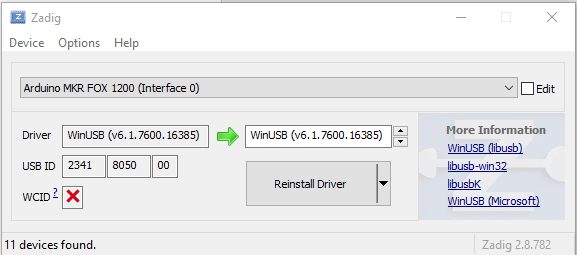 Zadig
Device Options Help
Arduino MKR FOX 1200 (Interface 0)
Edit
Driver WinUSB (v6.1.7600.16385) WinUSB (v6.1.7600.16385)
USB ID 2341 8050 00
WCID ?
Reinstall Driver
More Information
WinUSB (libusb)
libusb-win32
libusbK
WinUSB (Microsoft)
11 devices found.
Zadig 2.8.782